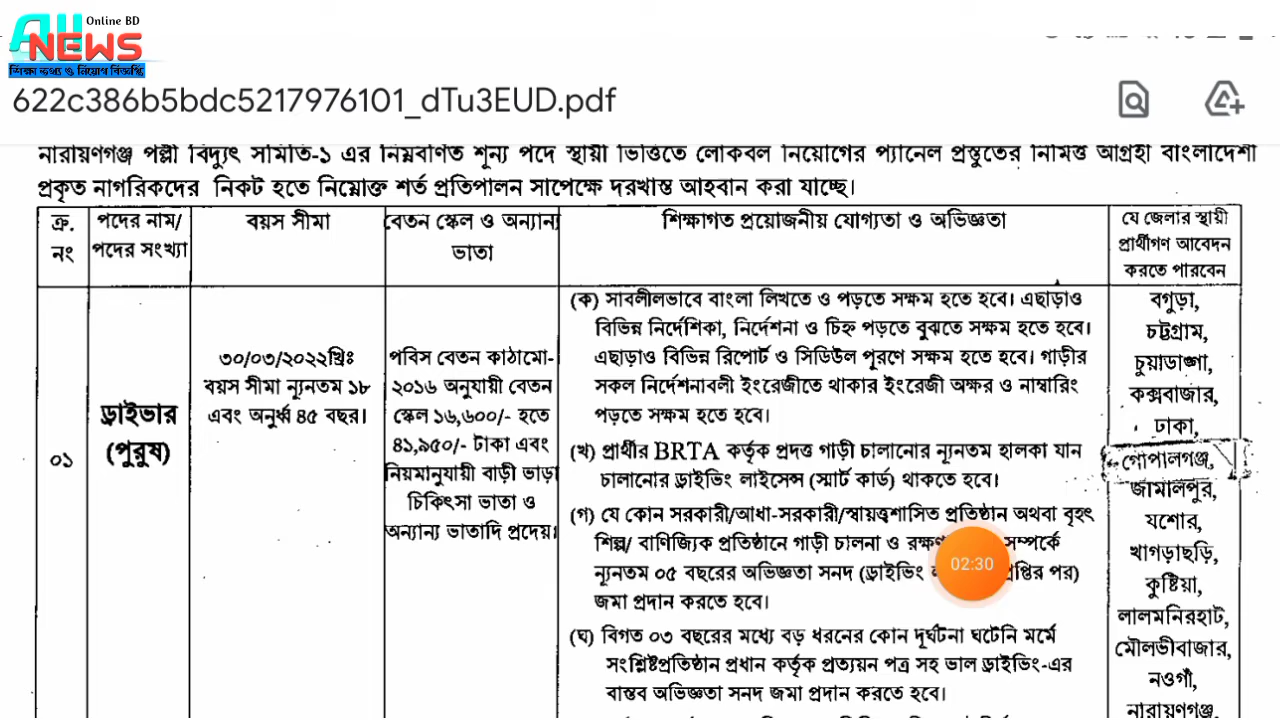 Online BD
All
NEWS
শিক্ষা তথ্য ও নিয়োগ বিজ্ঞপ্তি
622c386b5bdc5217976101_dTu3EUD.pdf
নারায়ণগঞ্জ পল্লী বিদ্যুৎ সমিতি-১ এর নিম্নবর্ণিত শূন্য পদে স্থায়ী ভিত্তিতে লোকবল নিয়োগের প্যানেল প্রস্তুতের নিমিত্ত আগ্রহী বাংলাদেশী
প্রকৃত নাগরিকদের নিকট হতে নিম্নোক্ত শর্ত প্রতিপালন সাপেক্ষে দরখাস্ত আহবান করা যাচ্ছে।
ক্র. নং
পদের নাম/
পদের সংখ্যা
বয়স সীমা
বেতন স্কেল ও অন্যান্য
ভাতা
শিক্ষাগত প্রয়োজনীয় যোগ্যতা ও অভিজ্ঞতা
যে জেলার স্থায়ী
প্রার্থীগণ আবেদন
করতে পারবেন
০১
ড্রাইভার
(পুরুষ)
৩০/০৩/২০২২খ্রিঃ
বয়স সীমা ন্যূনতম ১৮
এবং অনুর্ধ্ব ৪৫ বছর।
পবিস বেতন কাঠামো-
২০১৬ অনুযায়ী বেতন
স্কেল ১৬,৬০০/- হতে
৪১,৯৫০/- টাকা এবং
নিয়মানুযায়ী বাড়ী ভাড়া
চিকিৎসা ভাতা ও
অন্যান্য ভাতাদি প্রদেয়।
(ক) সাবলীলভাবে বাংলা লিখতে ও পড়তে সক্ষম হতে হবে। এছাড়াও
বিভিন্ন নির্দেশিকা, নির্দেশনা ও চিহ্ন পড়তে বুঝতে সক্ষম হতে হবে।
এছাড়াও বিভিন্ন রিপোর্ট ও সিডিউল পূরণে সক্ষম হতে হবে। গাড়ীর
সকল নির্দেশনাবলী ইংরেজীতে থাকার ইংরেজী অক্ষর ও নাম্বারিং
পড়তে সক্ষম হতে হবে।
(খ) প্রার্থীর BRTA কর্তৃক প্রদত্ত গাড়ী চালানোর ন্যূনতম হালকা যান
চালানোর ড্রাইভিং লাইসেন্স (স্মার্ট কার্ড) থাকতে হবে।
(গ) যে কোন সরকারী/আধা-সরকারী/স্বায়ত্ত্বশাসিত প্রতিষ্ঠান অথবা বৃহৎ
শিল্প/ বাণিজ্যিক প্রতিষ্ঠানে গাড়ী চালনা ও সম্পর্কে
ন্যূনতম ০৫ বছরের অভিজ্ঞতা সনদ (ড্রাইভিং পর)
জমা প্রদান করতে হবে।
(ঘ) বিগত ০৩ বছরের মধ্যে বড় ধরনের কোন দূর্ঘটনা ঘটেনি মর্মে
সংশ্লিষ্টপ্রতিষ্ঠান প্রধান কর্তৃক প্রত্যয়ন পত্র সহ ভাল ড্রাইভিং-এর
বাস্তব অভিজ্ঞতা সনদ জমা প্রদান করতে হবে।
02:30
বগুড়া,
চট্টগ্রাম,
চুয়াডাঙ্গা,
কক্সবাজার,
ঢাকা,
গোপালগঞ্জ,
জামালপুর,
যশোর,
খাগড়াছড়ি,
কুষ্টিয়া,
লালমনিরহাট,
মৌলভীবাজার,
নওগাঁ,
নারায়ণগঞ্জ,